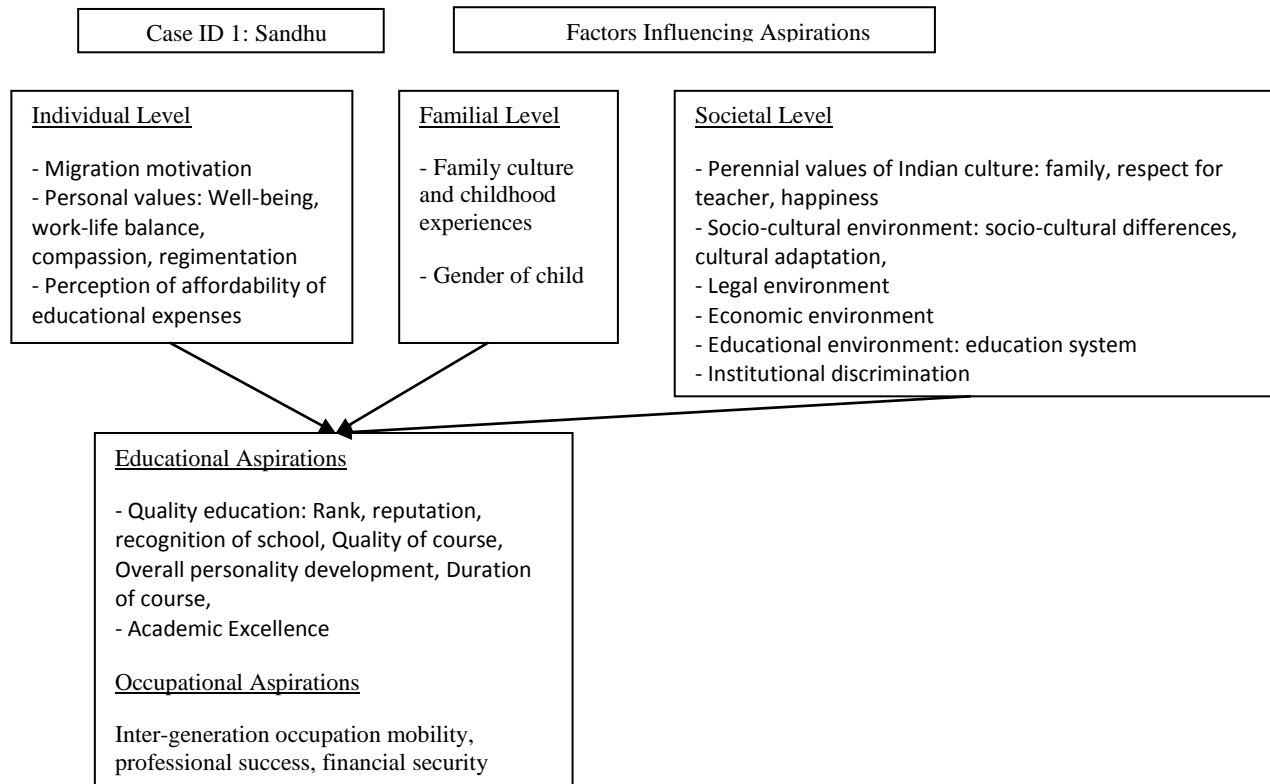 Case ID 1: Sandhu
Factors Influencing Aspirations
Individual Level
- Migration motivation
- Personal values: Well-being,
work-life balance,
compassion, regimentation
- Perception of affordability of
educational expenses
Familial Level
- Family culture
and childhood
experiences
- Gender of child
Societal Level
- Perennial values of Indian culture: family, respect for
teacher, happiness
- Socio-cultural environment: socio-cultural differences,
cultural adaptation,
- Legal environment
- Economic environment
- Educational environment: education system
- Institutional discrimination
Educational Aspirations
- Quality education: Rank, reputation,
recognition of school, Quality of course,
Overall personality development, Duration
of course,
- Academic Excellence
Occupational Aspirations
Inter-generation occupation mobility,
professional success, financial security